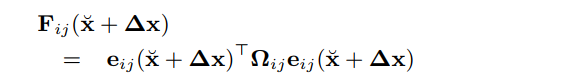 F_{ij}(x̆ + Δx)
= e_{ij}(x̆ + Δx)^⊤ Ω_{ij} e_{ij}(x̆ + Δx)